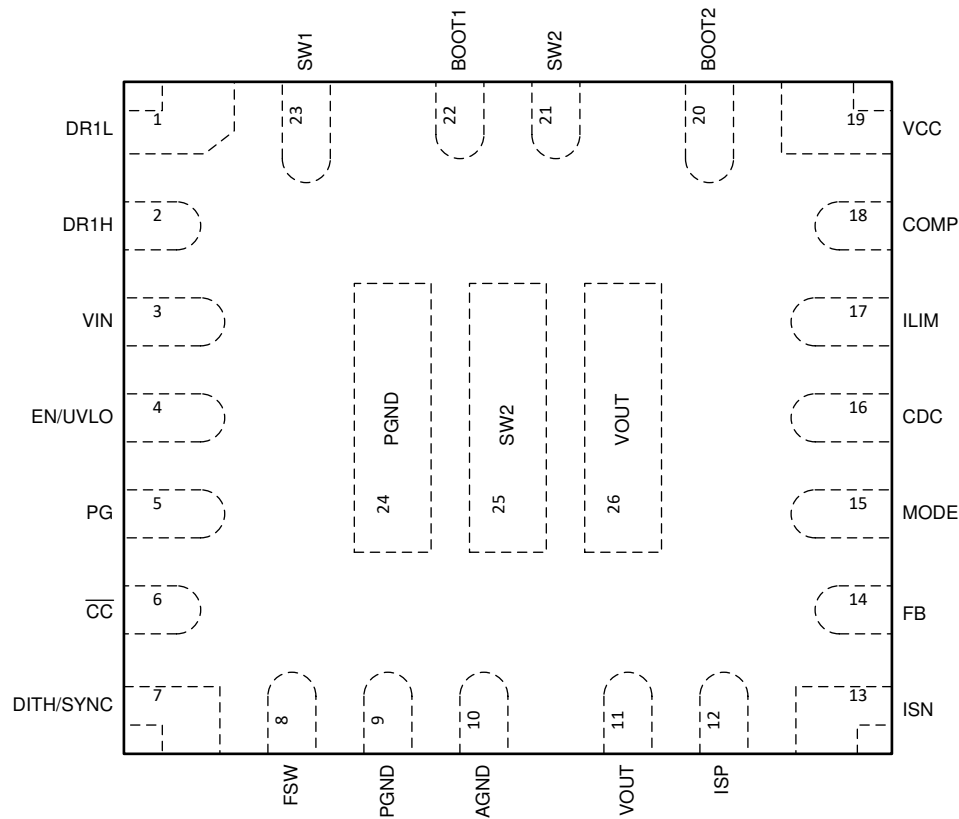 SW1
BOOT1
SW2
BOOT2
23
22
21
20
DR1L
1
19
VCC
DR1H
2
18
COMP
VIN
3
17
ILIM
EN/UVLO
4
16
CDC
PG
5
15
MODE
CC
6
14
FB
DITH/SYNC
7
13
ISN
PGND
24
SW2
25
VOUT
26
8
9
10
11
12
FSW
PGND
AGND
VOUT
ISP